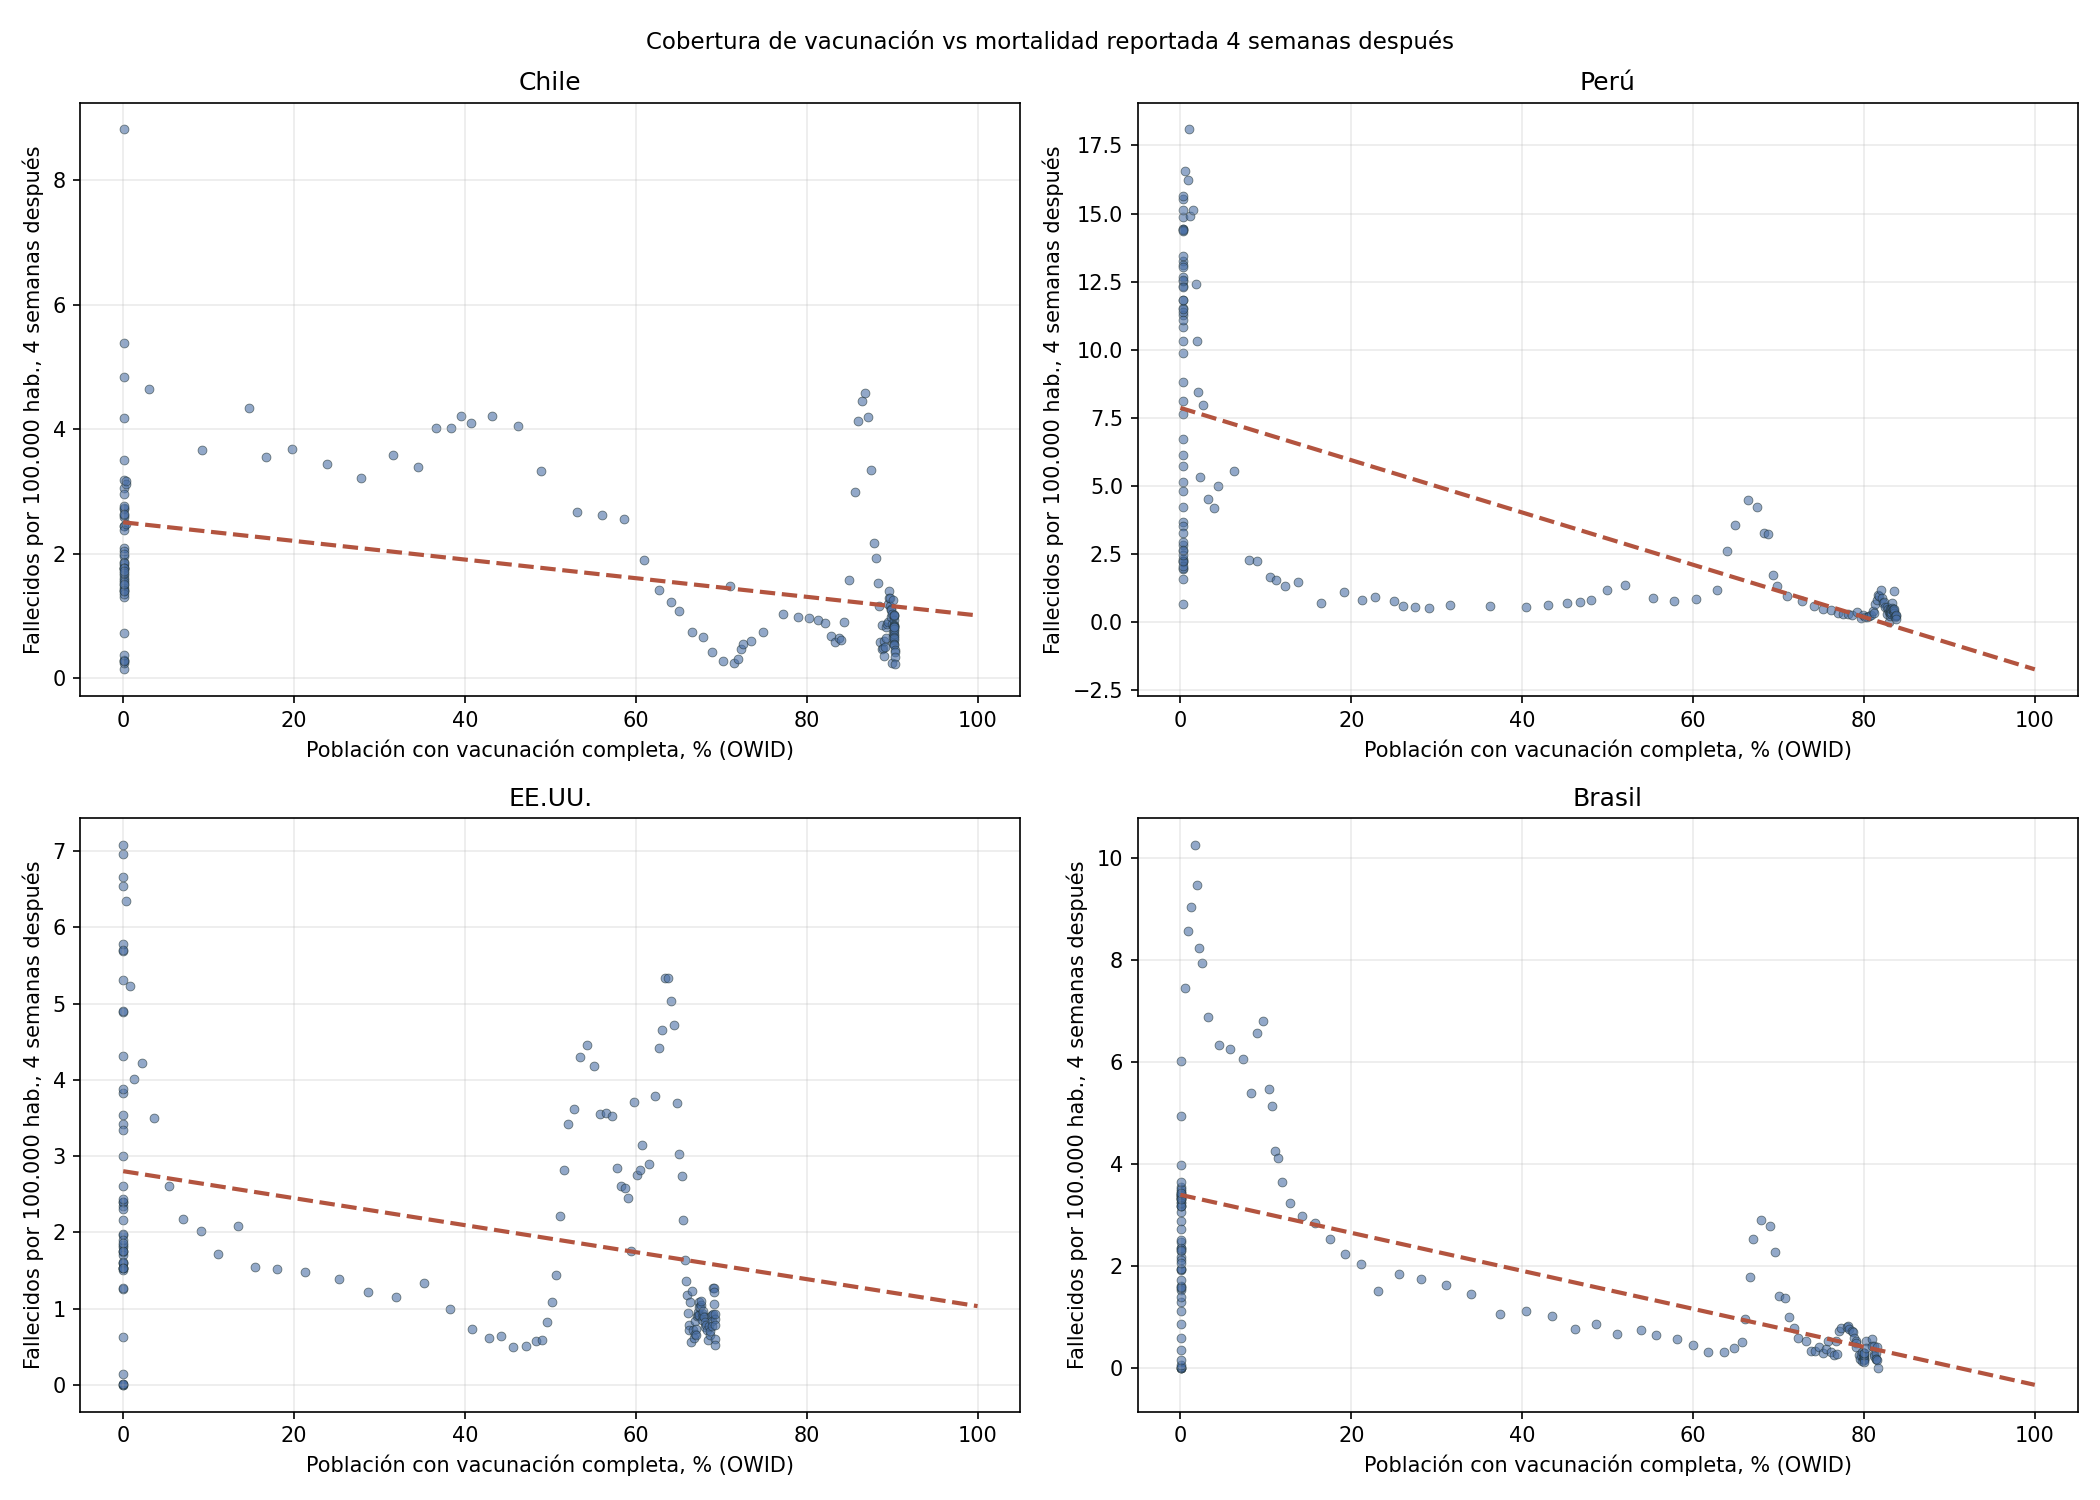 Cobertura de vacunación vs mortalidad reportada 4 semanas después
Chile
Fallecidos por 100.000 hab., 4 semanas después
8
6
4
2
0
0 20 40 60 80 100
Población con vacunación completa, % (OWID)
Perú
Fallecidos por 100.000 hab., 4 semanas después
17.5
15.0
12.5
10.0
7.5
5.0
2.5
0.0
−2.5
0 20 40 60 80 100
Población con vacunación completa, % (OWID)
EE.UU.
Fallecidos por 100.000 hab., 4 semanas después
7
6
5
4
3
2
1
0
0 20 40 60 80 100
Población con vacunación completa, % (OWID)
Brasil
Fallecidos por 100.000 hab., 4 semanas después
10
8
6
4
2
0
0 20 40 60 80 100
Población con vacunación completa, % (OWID)